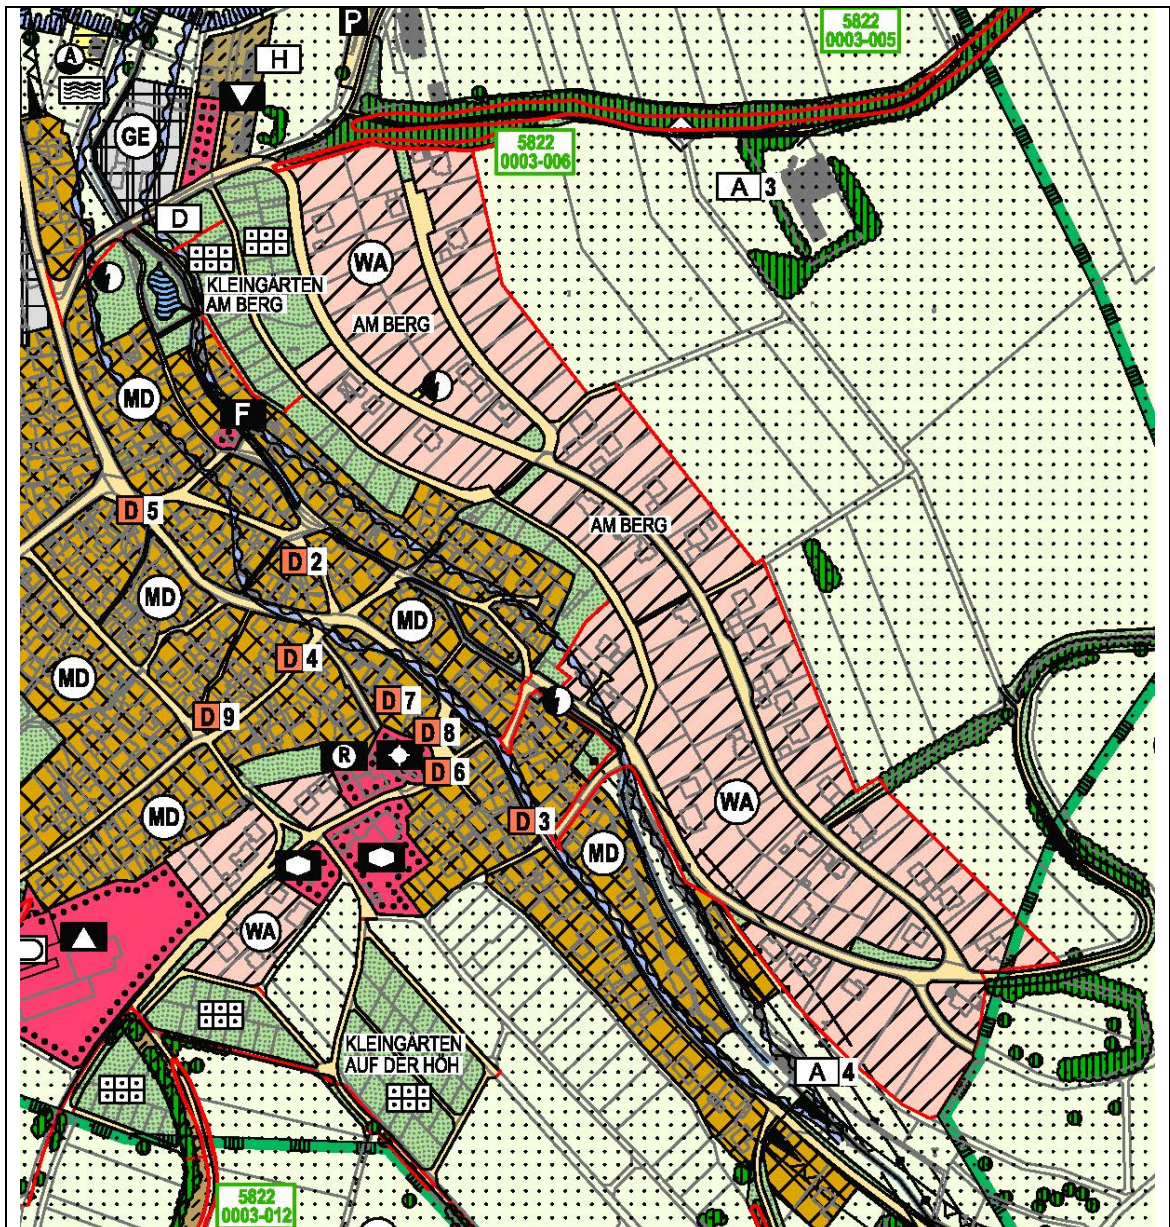 P
5822
0003-005
A
H
GE
5822
0003-006
A 3
D
WA
KLEINGÄRTEN
AM BERG
AM BERG
MD
F
D 5
AM BERG
D 2
MD
MD
D 4
MD
D 7
D 9
D 8
R
D 6
WA
MD
D 3
MD
WA
KLEINGÄRTEN
AUF DER HÖH
A 4
5822
0003-012